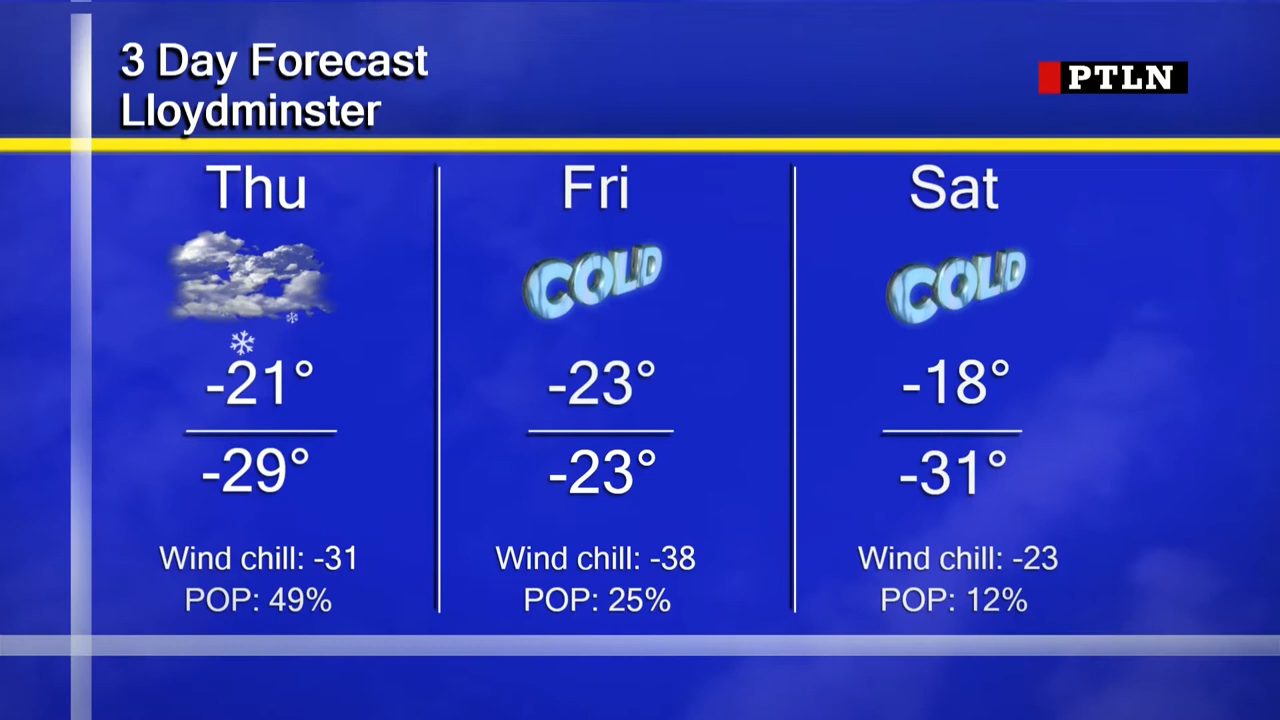 3 Day Forecast
Lloydminster
PTLN
Thu
Fri
Sat
COLD
COLD
-21°
-23°
-18°
-29°
-23°
-31°
Wind chill: -31
Wind chill: -38
Wind chill: -23
POP: 49%
POP: 25%
POP: 12%